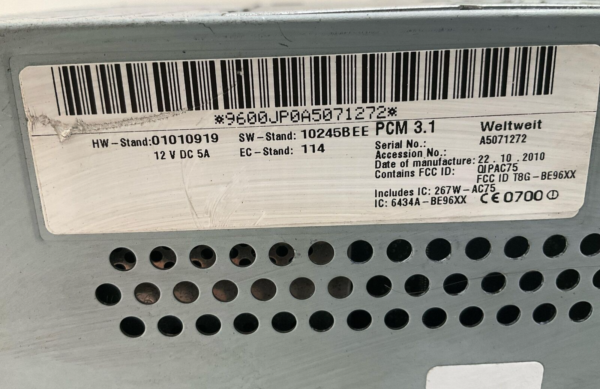 *9600JP0A5071272*
HW-Stand:01010919 SW-Stand: 10245BEE PCM 3.1 Weltweit
12 V DC 5A EC-Stand: 114
Serial No.: A5071272
Accession No.:
Date of manufacture: 22.10.2010
Contains FCC ID: QIPAC75
FCC ID T8G-BE96XX
Includes IC: 267W-AC75
IC: 6434A-BE96XX CE0700